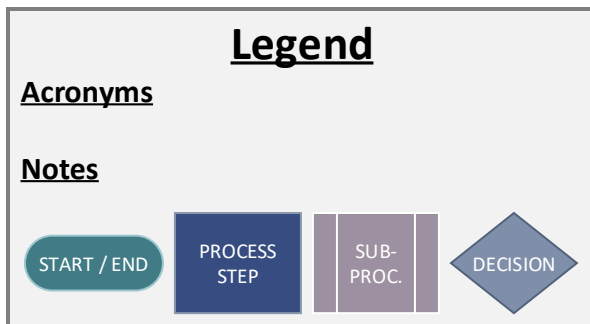 Legend
Acronyms
Notes
START / END
PROCESS
STEP
SUB-
PROC.
DECISION